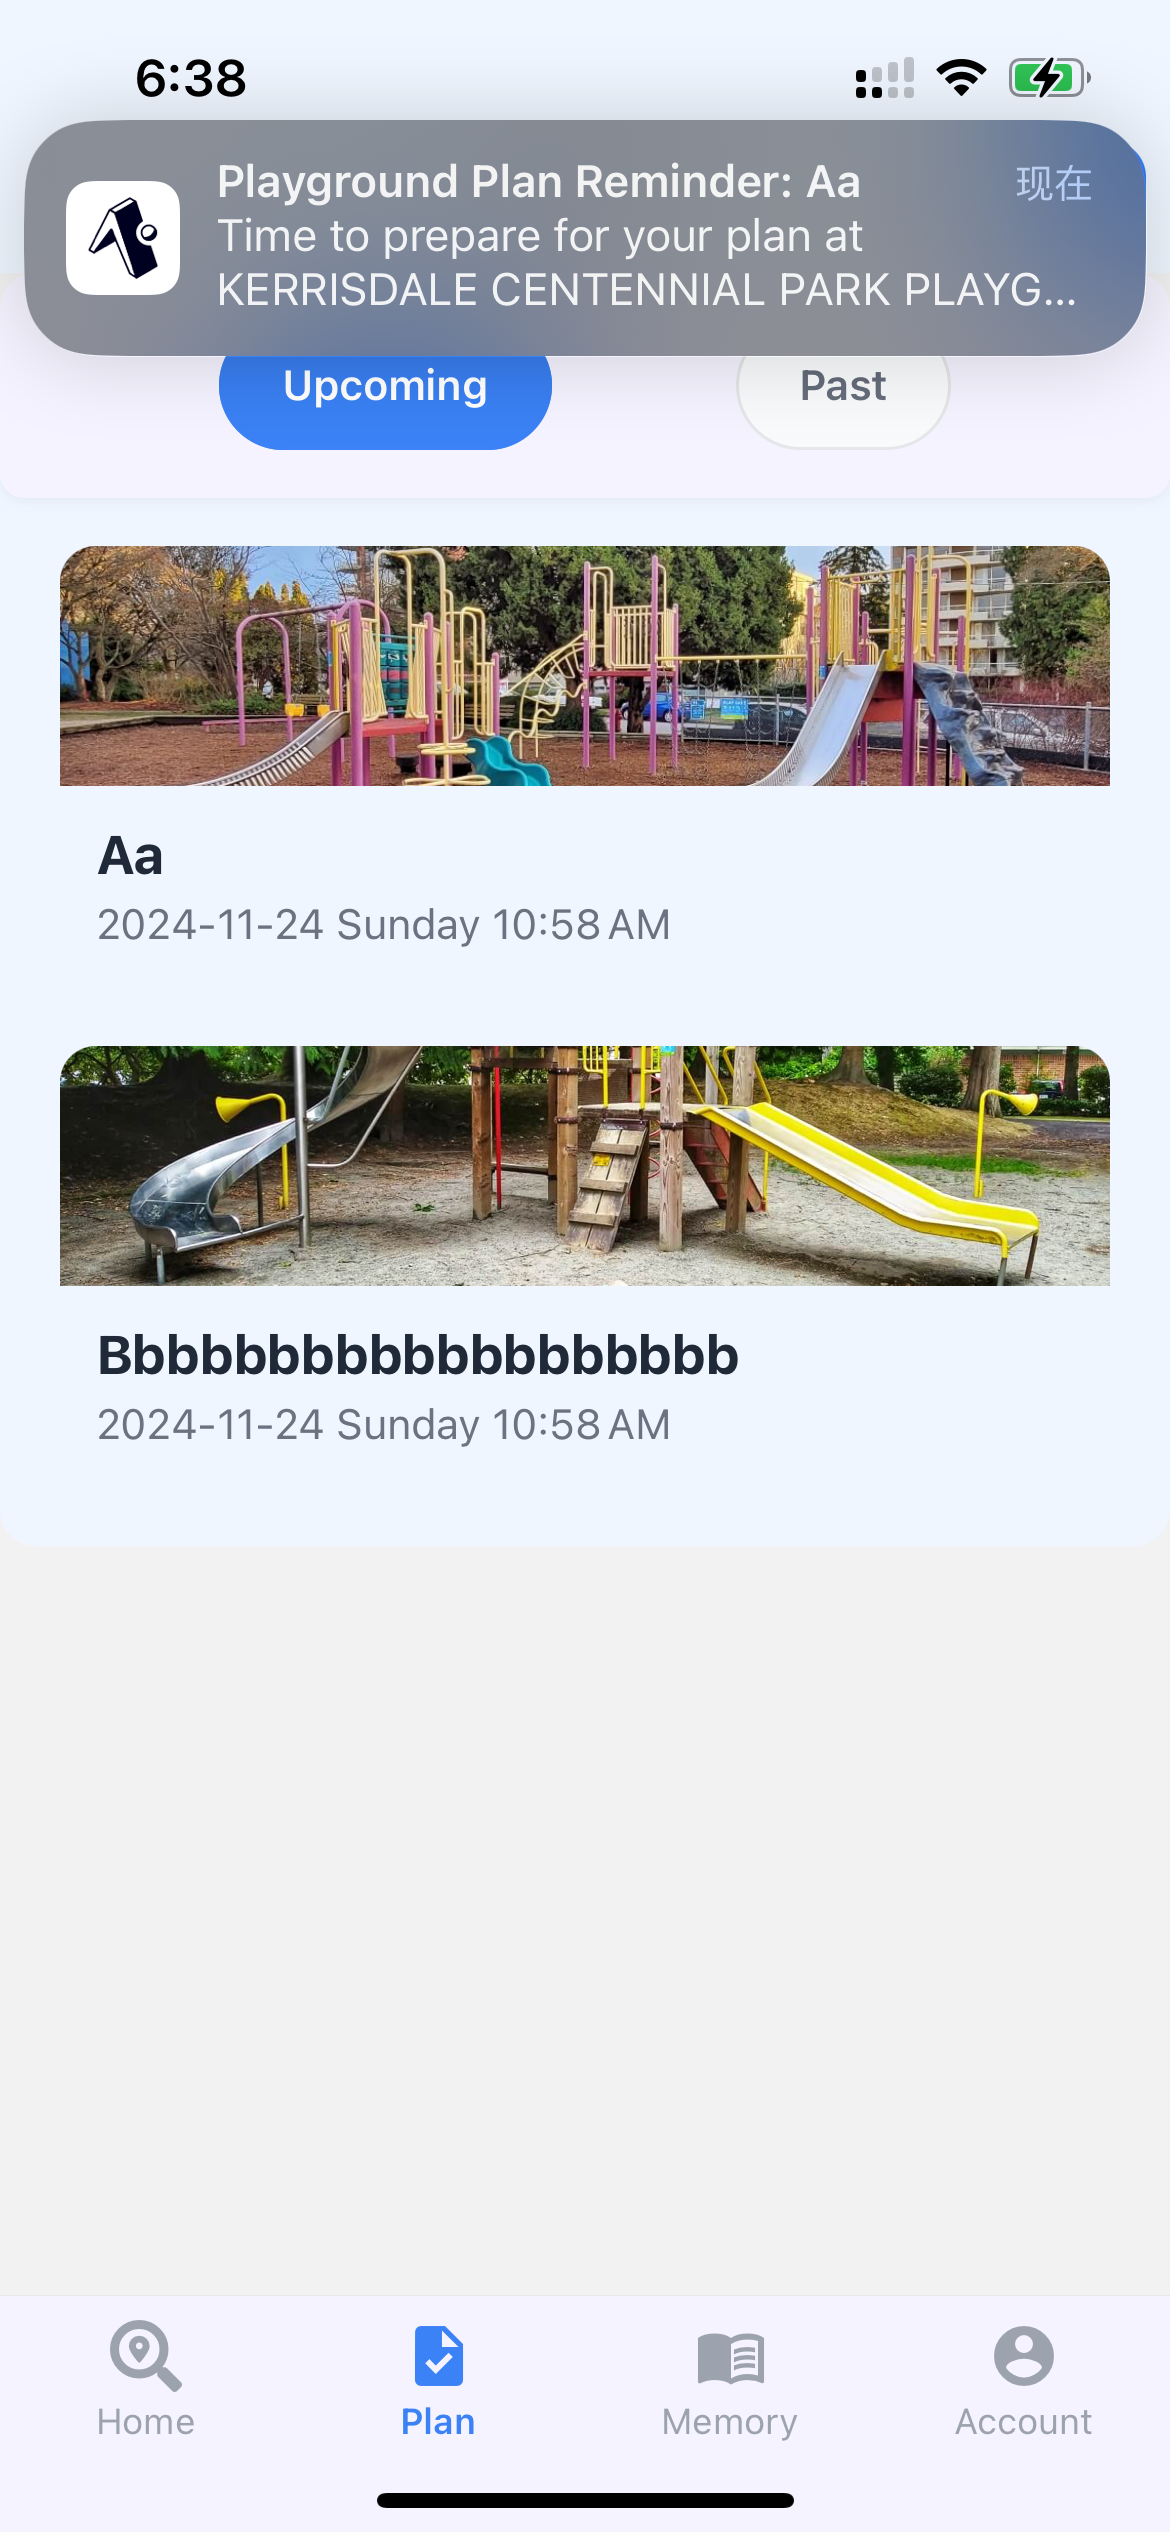 6:38
Playground Plan Reminder: Aa
现在
Time to prepare for your plan at
KERRISDALE CENTENNIAL PARK PLAYG...
Upcoming
Past
Aa
2024-11-24 Sunday 10:58 AM
Bbbbbbbbbbbbbbbbbbb
2024-11-24 Sunday 10:58 AM
Home
Plan
Memory
Account